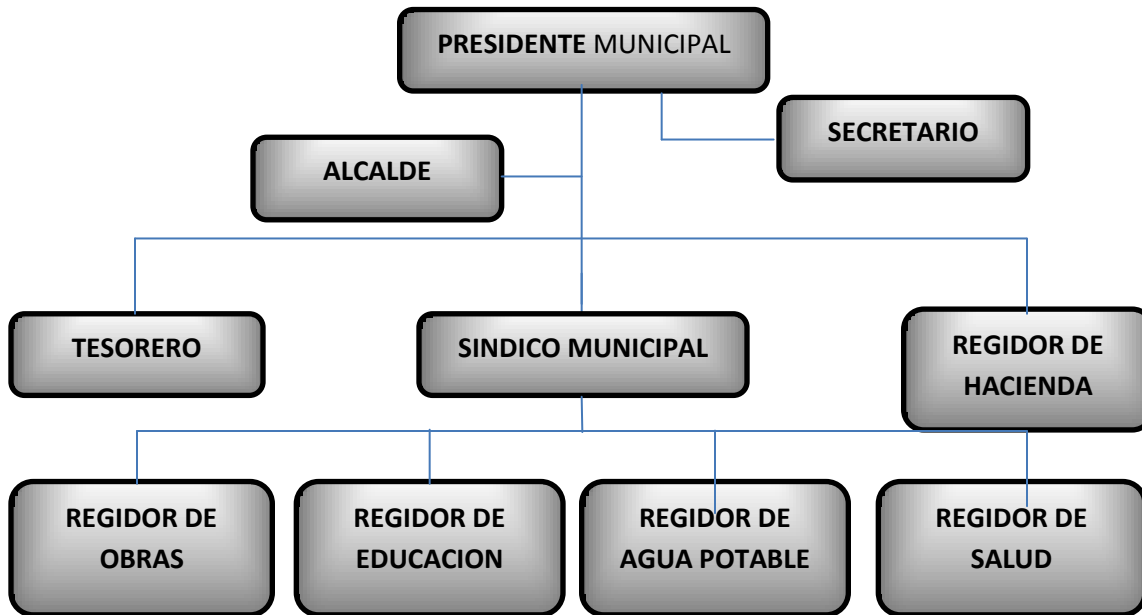 PRESIDENTE MUNICIPAL
SECRETARIO
ALCALDE
TESORERO
SINDICO MUNICIPAL
REGIDOR DE
HACIENDA
REGIDOR DE
OBRAS
REGIDOR DE
EDUCACION
REGIDOR DE
AGUA POTABLE
REGIDOR DE
SALUD